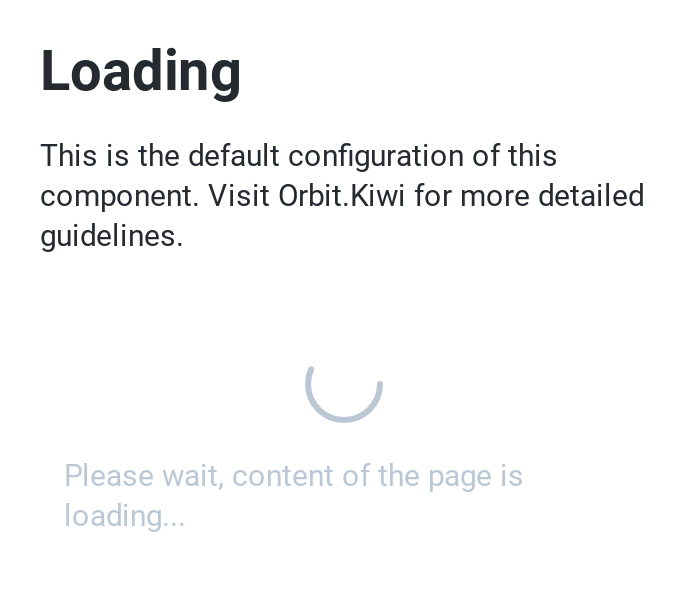 Loading
This is the default configuration of this
component. Visit Orbit.Kiwi for more detailed
guidelines.
Please wait, content of the page is
loading...